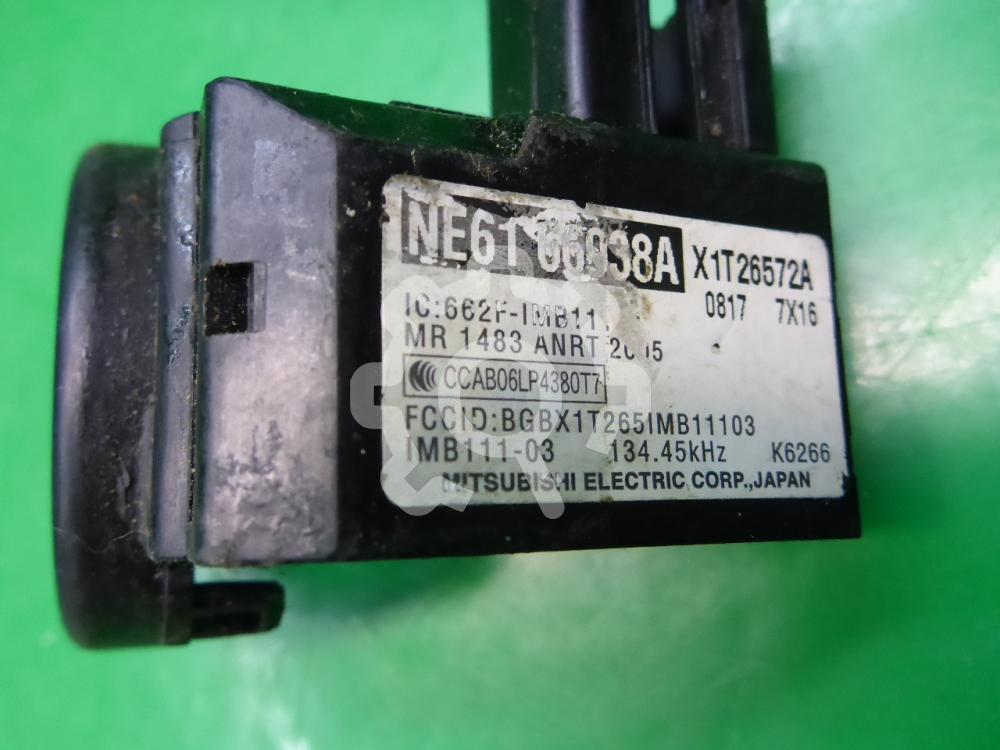 NE61 66938A X1T26572A
IC:662F-IMB111 0817 7X16
MR 1483 ANRT
CCAB06LP4380T7
FCCID:BGBX1T265IMB11103
IMB111-03 134.45kHz K6266
MITSUBISHI ELECTRIC CORP.,JAPAN